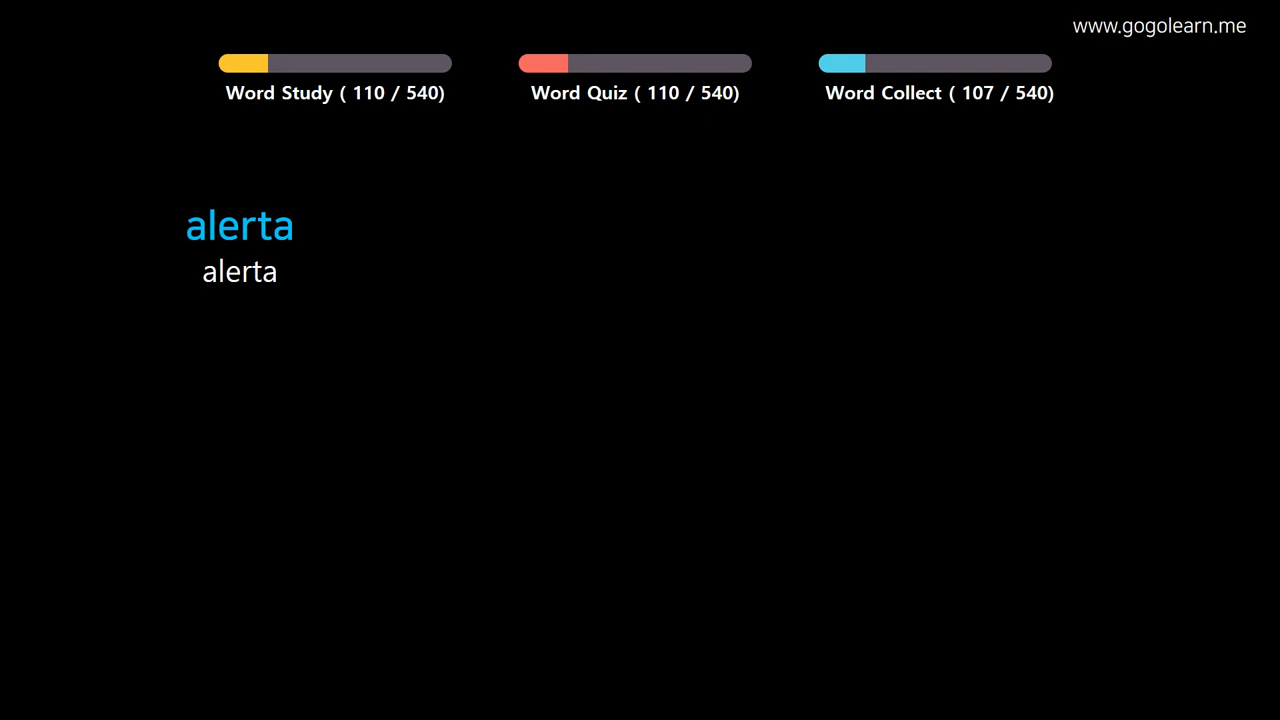 www.gogolearn.me
Word Study ( 110 / 540)
Word Quiz ( 110 / 540)
Word Collect ( 107 / 540)
alerta
alerta